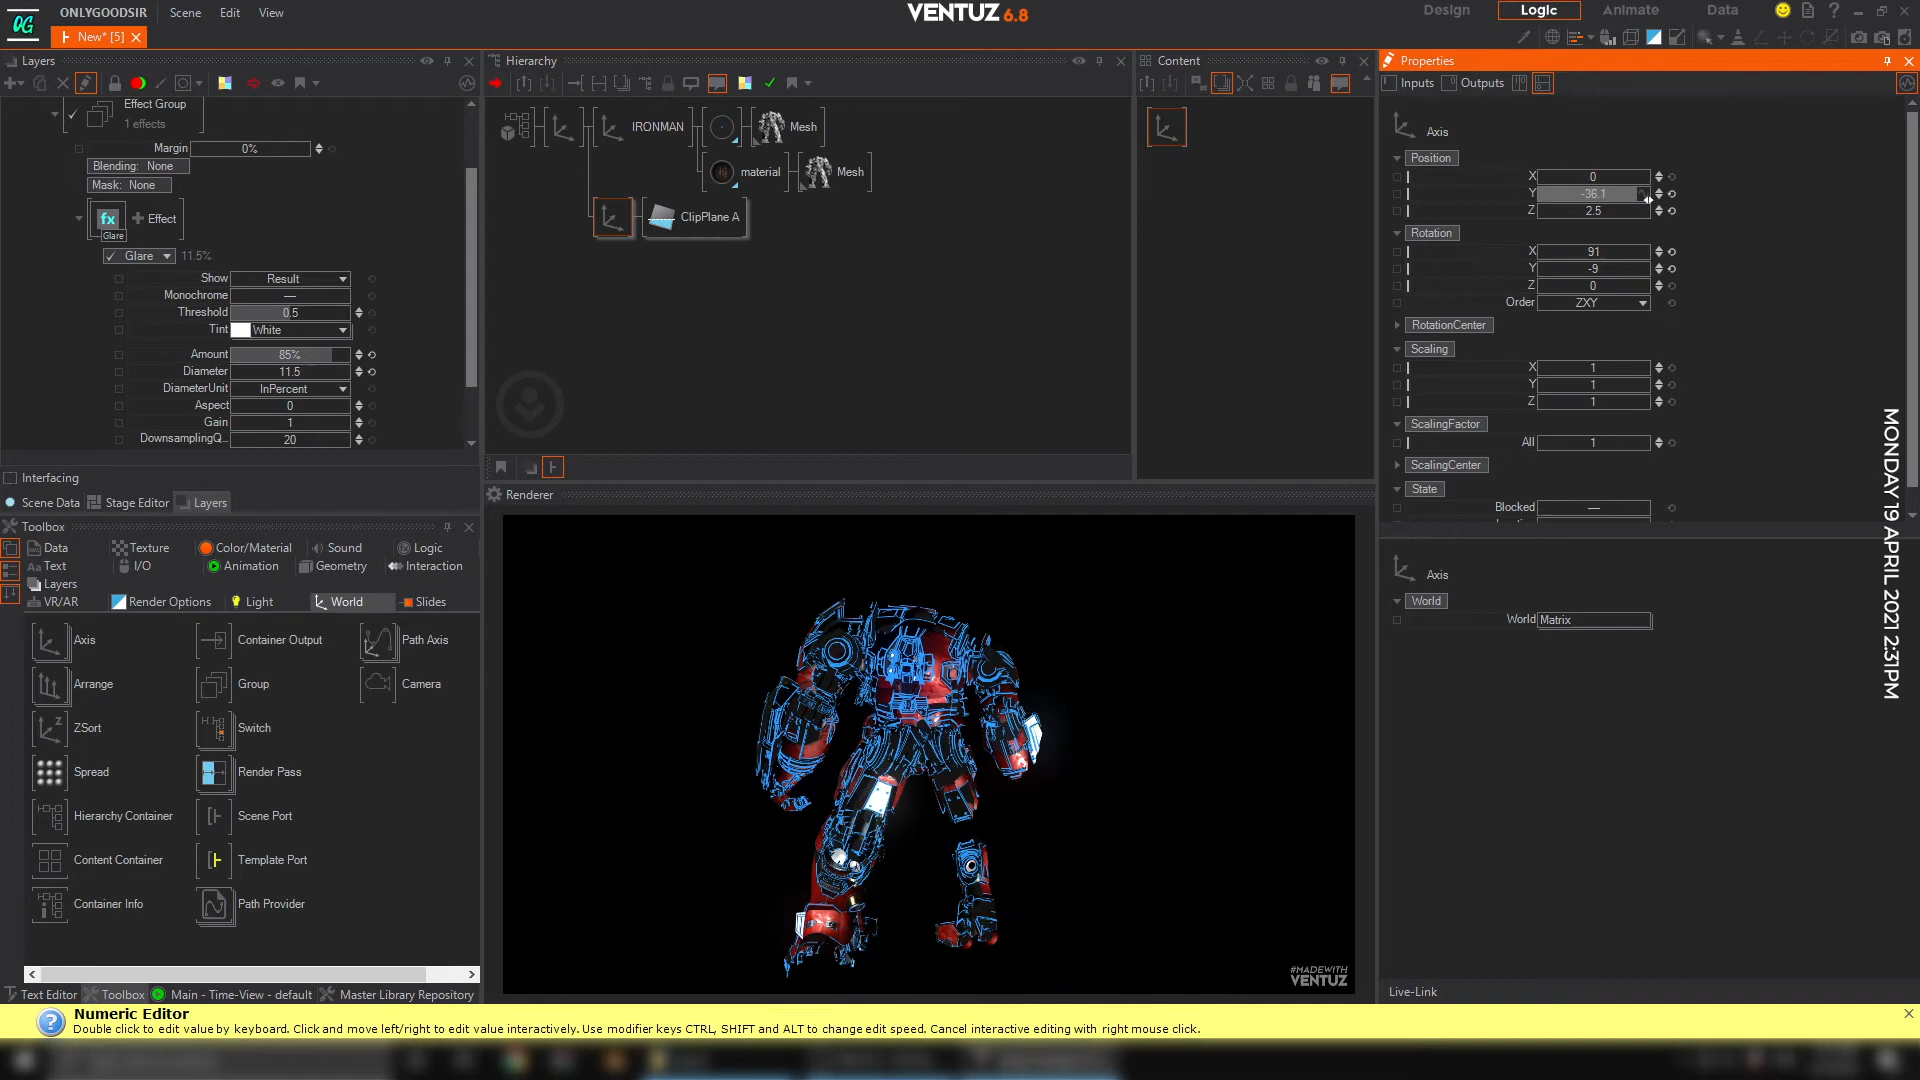 ONLYGOODSIR Scene Edit View
VENTUZ 6.8
Design Logic Animate Data
New* [5]
Layers
Effect Group
1 effects
Margin 0%
Blending: None
Mask: None
fx
Glare
Effect
Glare 11.5%
Show Result
Monochrome —
Threshold 0.5
Tint White
Amount 85%
Diameter 11.5
DiameterUnit InPercent
Aspect 0
Gain 1
DownsamplingQ... 20
Interfacing
Scene Data Stage Editor Layers
Hierarchy
IRONMAN Mesh
material Mesh
ClipPlane A
Content
Renderer
#MADEWITH
VENTUZ
Properties
Inputs Outputs
Axis
Position
X 0
Y -36.1
Z 2.5
Rotation
X 91
Y -9
Z 0
Order ZXY
RotationCenter
Scaling
X 1
Y 1
Z 1
ScalingFactor
All 1
ScalingCenter
State
Blocked —
Axis
World
World Matrix
Live-Link
MONDAY 19 APRIL 2021 2:31PM
Toolbox
Data Texture Color/Material Sound Logic
Text I/O Animation Geometry Interaction
Layers
VR/AR Render Options Light World Slides
Axis Container Output Path Axis
Arrange Group Camera
ZSort Switch
Spread Render Pass
Hierarchy Container Scene Port
Content Container Template Port
Container Info Path Provider
Text Editor Toolbox Main - Time-View - default Master Library Repository
Numeric Editor
Double click to edit value by keyboard. Click and move left/right to edit value interactively. Use modifier keys CTRL, SHIFT and ALT to change edit speed. Cancel interactive editing with right mouse click.